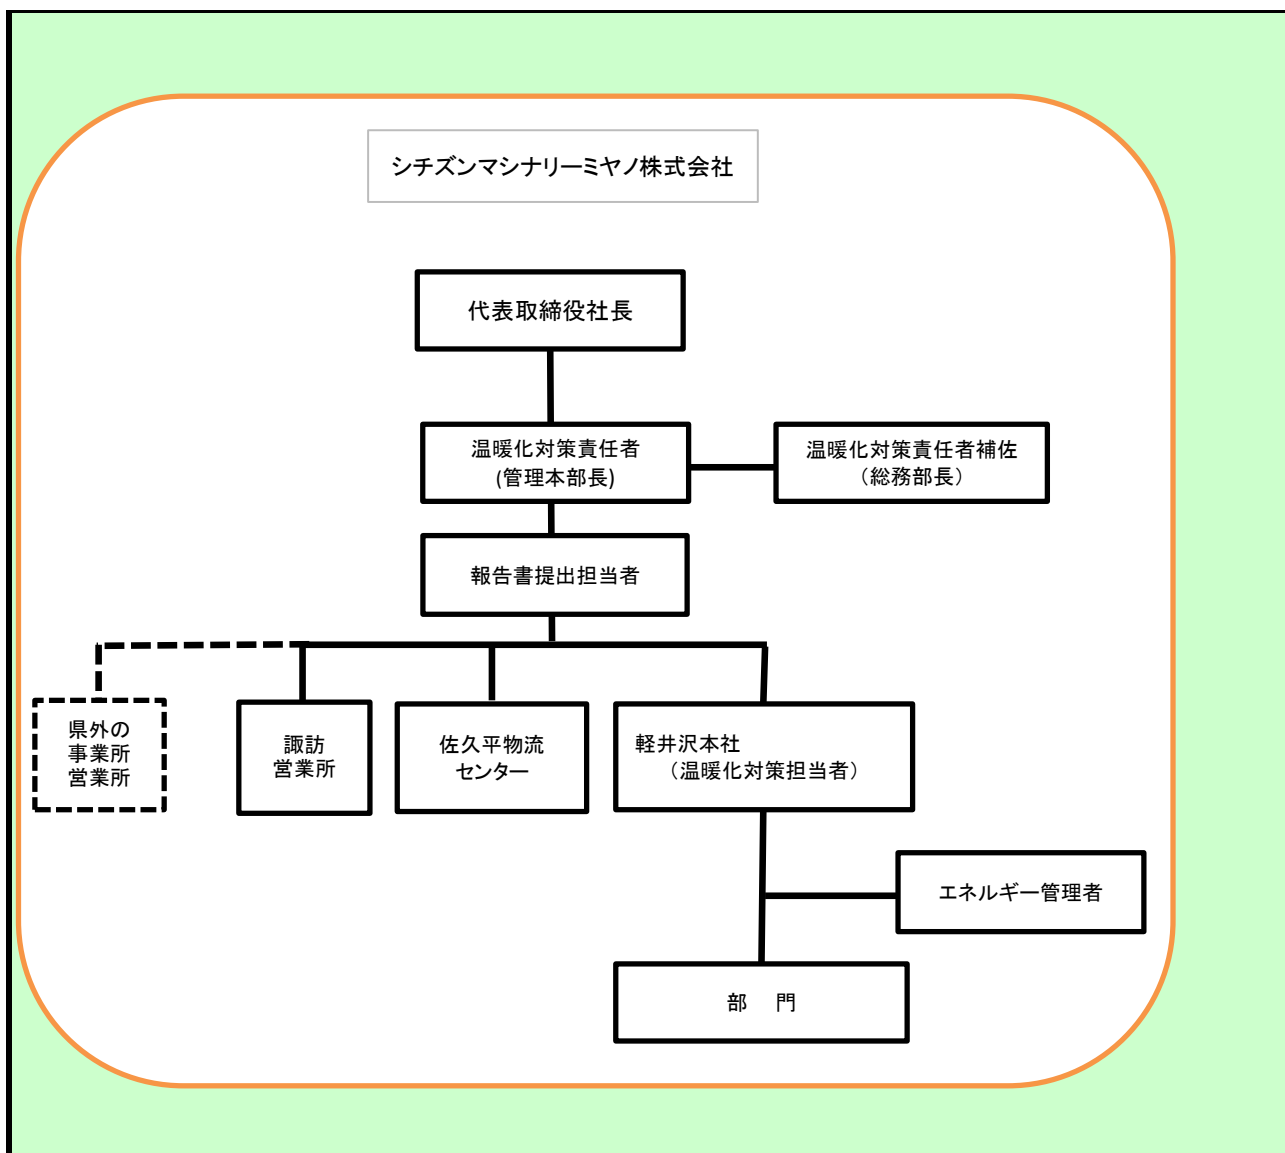 シチズンマシナリーミヤノ株式会社
代表取締役社長
温暖化対策責任者
(管理本部長)
温暖化対策責任者補佐
（総務部長）
報告書提出担当者
県外の
事業所
営業所
諏訪
営業所
佐久平物流
センター
軽井沢本社
（温暖化対策担当者）
エネルギー管理者
部　門